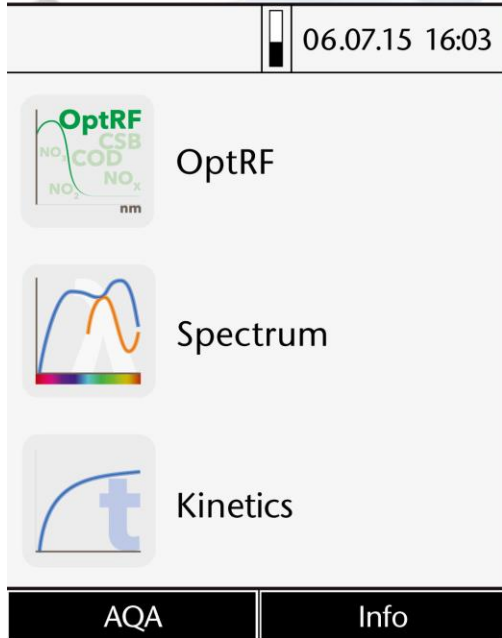 06.07.15 16:03
OptRF
CSB
NO3 COD
NO2 NOx
nm
OptRF
Spectrum
λ
Kinetics
t
AQA Info